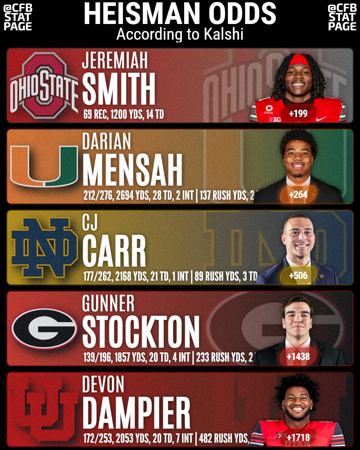 @CFB
STAT
PAGE
HEISMAN ODDS
According to Kalshi
@CFB
STAT
PAGE
OHIO STATE
JEREMIAH
SMITH
69 REC, 1200 YDS, 14 TD
+199
DARIAN
MENSAH
212/276, 2694 YDS, 28 TD, 2 INT | 137 RUSH YDS, 2
+264
CJ
CARR
177/262, 2168 YDS, 21 TD, 1 INT | 89 RUSH YDS, 3 TD
+506
GUNNER
STOCKTON
139/196, 1857 YDS, 20 TD, 4 INT | 233 RUSH YDS, 2
+1438
DEVON
DAMPIER
172/253, 2053 YDS, 20 TD, 7 INT | 482 RUSH YDS,
+1718